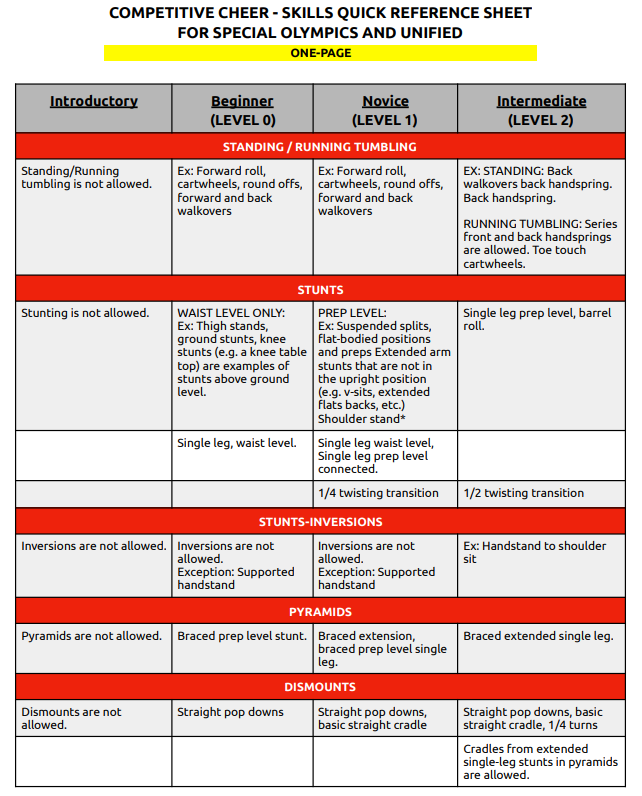 COMPETITIVE CHEER - SKILLS QUICK REFERENCE SHEET
FOR SPECIAL OLYMPICS AND UNIFIED
ONE-PAGE
Introductory
Beginner
(LEVEL 0)
Novice
(LEVEL 1)
Intermediate
(LEVEL 2)
STANDING / RUNNING TUMBLING
Standing/Running
tumbling is not allowed.
Ex: Forward roll,
cartwheels, round offs,
forward and back
walkovers
Ex: Forward roll,
cartwheels, round offs,
forward and back
walkovers
EX: STANDING: Back
walkovers back handspring.
Back handspring.
RUNNING TUMBLING: Series
front and back handsprings
are allowed. Toe touch
cartwheels.
STUNTS
Stunting is not allowed.
WAIST LEVEL ONLY:
Ex: Thigh stands,
ground stunts, knee
stunts (e.g. a knee table
top) are examples of
stunts above ground
level.
PREP LEVEL:
Ex: Suspended splits,
flat-bodied positions
and preps Extended arm
stunts that are not in
the upright position
(e.g. v-sits, extended
flats backs, etc.)
Shoulder stand*
Single leg prep level, barrel
roll.
Single leg, waist level.
Single leg waist level,
Single leg prep level
connected.
1/4 twisting transition
1/2 twisting transition
STUNTS-INVERSIONS
Inversions are not allowed.
Inversions are not
allowed.
Exception: Supported
handstand
Inversions are not
allowed.
Exception: Supported
handstand
Ex: Handstand to shoulder
sit
PYRAMIDS
Pyramids are not allowed.
Braced prep level stunt.
Braced extension,
braced prep level single
leg.
Braced extended single leg.
DISMOUNTS
Dismounts are not
allowed.
Straight pop downs
Straight pop downs,
basic straight cradle
Straight pop downs, basic
straight cradle, 1/4 turns
Cradles from extended
single-leg stunts in pyramids
are allowed.